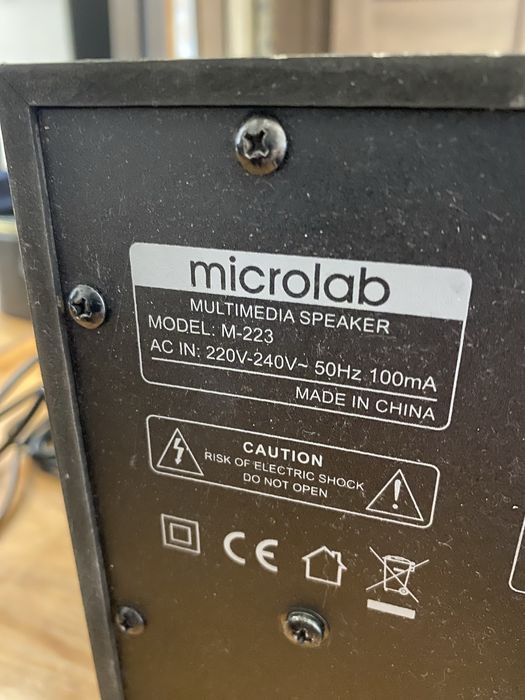 microlab
MULTIMEDIA SPEAKER
MODEL: M-223
AC IN: 220V-240V~ 50Hz 100mA
MADE IN CHINA
CAUTION
RISK OF ELECTRIC SHOCK
DO NOT OPEN
CE